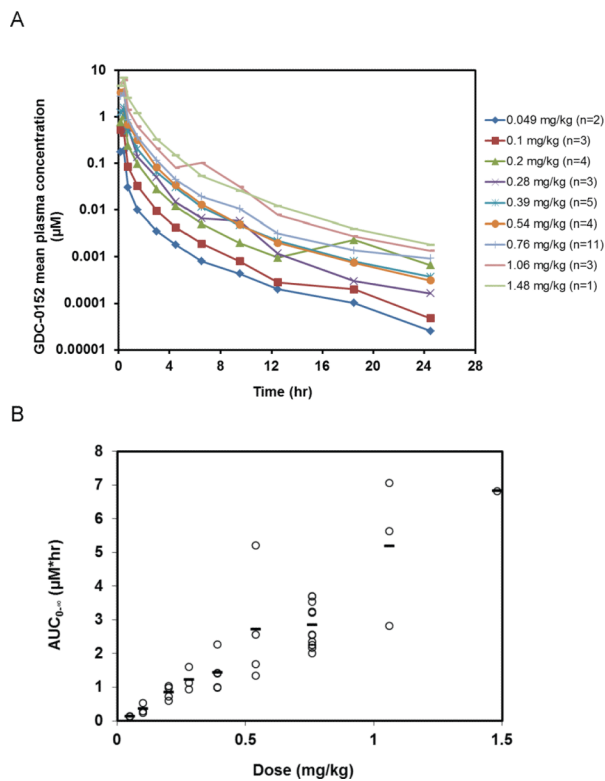 A
GDC-0152 mean plasma concentration
(µM)
10
1
0.1
0.01
0.001
0.0001
0.00001
0 4 8 12 16 20 24 28
Time (hr)
0.049 mg/kg (n=2)
0.1 mg/kg (n=3)
0.2 mg/kg (n=4)
0.28 mg/kg (n=3)
0.39 mg/kg (n=5)
0.54 mg/kg (n=4)
0.76 mg/kg (n=11)
1.06 mg/kg (n=3)
1.48 mg/kg (n=1)
B
AUC0-∞ (µM*hr)
8
7
6
5
4
3
2
1
0
0 0.5 1 1.5
Dose (mg/kg)